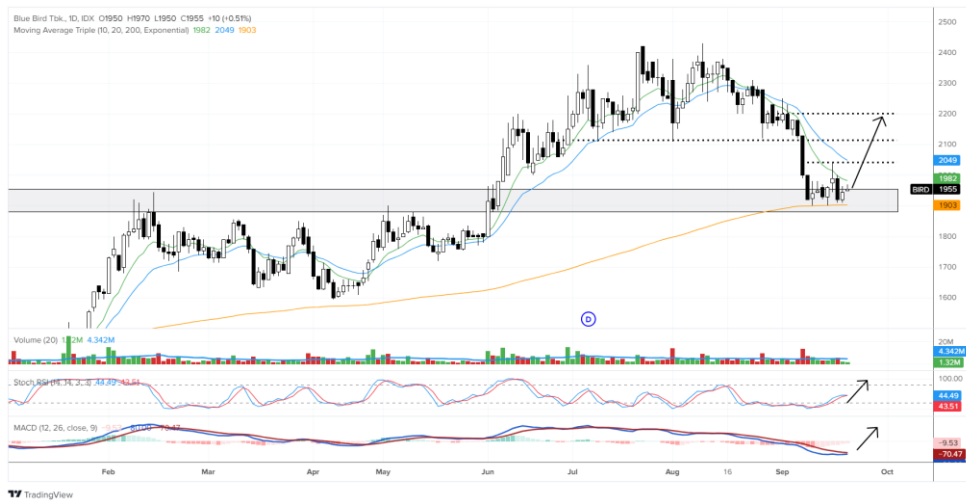 Blue Bird Tbk., 1D, IDX O1950 H1970 L1950 C1955 +10 (+0.51%)
Moving Average Triple (10, 20, 200, Exponential) 1982 2049 1903
2500
2400
2300
2200
2100
2049
1982
BIRD 1955
1903
1800
1700
1600
D
Volume (20) 4.342M
20M
4.342M
1.32M
Stoch RSI (14, 14, 3, 3) 44.49 43.51
100.00
44.49
43.51
MACD (12, 26, close, 9)
-9.53
-70.47
Feb Mar Apr May Jun Jul Aug 16 Sep Oct
TradingView